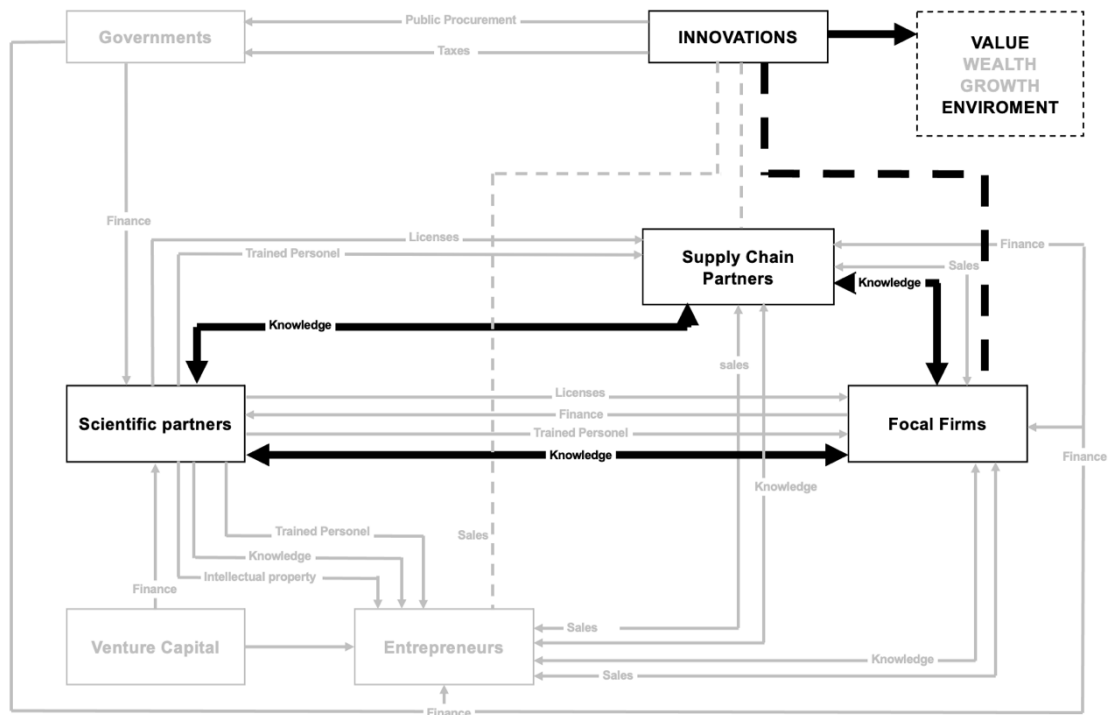 Public Procurement
Governments
INNOVATIONS
Taxes
VALUE
WEALTH
GROWTH
ENVIROMENT
Finance
Licenses
Trained Personel
Supply Chain
Partners
Finance
Sales
Knowledge
Knowledge
sales
Licenses
Finance
Trained Personel
Knowledge
Scientific partners
Focal Firms
Finance
Knowledge
Trained Personel
Sales
Knowledge
Intellectual property
Finance
Venture Capital
Entrepreneurs
Sales
Knowledge
Sales
Finance